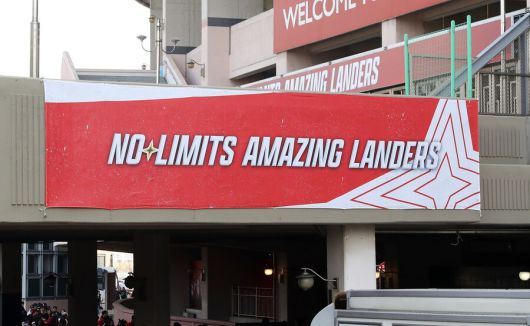 WELCOME
AMAZING LANDERS
NO LIMITS AMAZING LANDERS